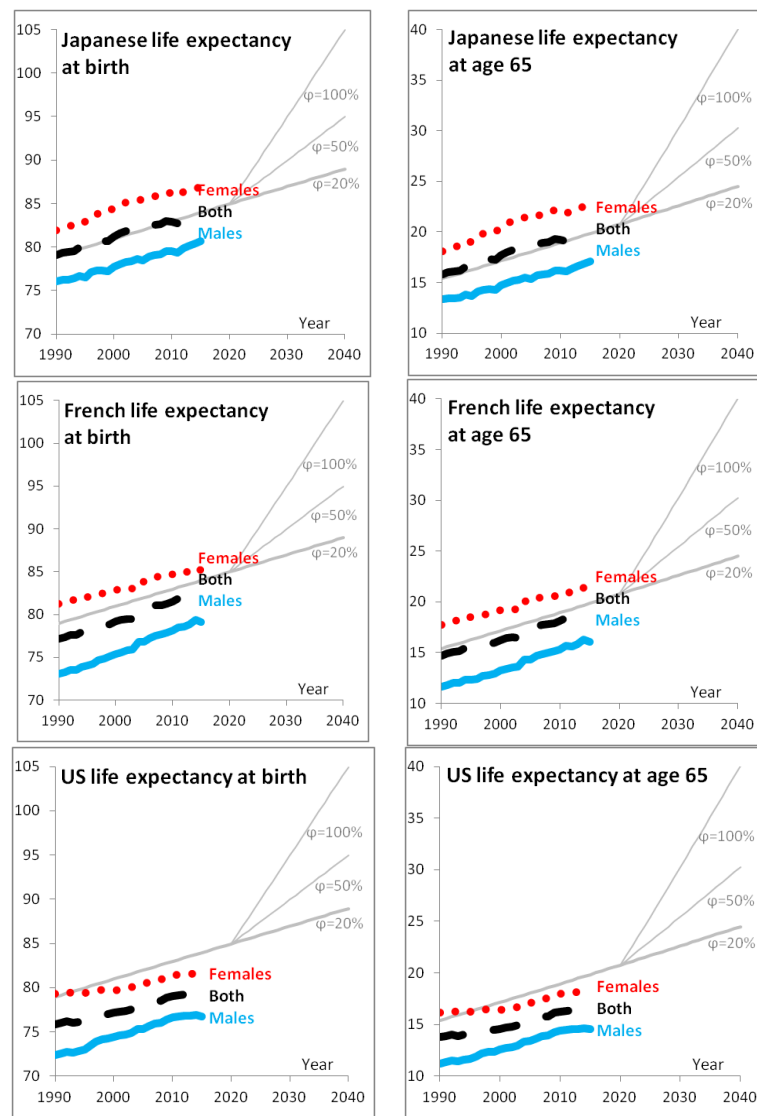 105
Japanese life expectancy
at birth
100
95
90
85
80
75
70
φ=100%
φ=50%
φ=20%
Females
Both
Males
Year
1990 2000 2010 2020 2030 2040
40
Japanese life expectancy
at age 65
35
30
25
20
15
10
φ=100%
φ=50%
φ=20%
Females
Both
Males
Year
1990 2000 2010 2020 2030 2040
105
French life expectancy
at birth
100
95
90
85
80
75
70
φ=100%
φ=50%
φ=20%
Females
Both
Males
Year
1990 2000 2010 2020 2030 2040
40
French life expectancy
at age 65
35
30
25
20
15
10
φ=100%
φ=50%
φ=20%
Females
Both
Males
Year
1990 2000 2010 2020 2030 2040
105
US life expectancy at birth
100
95
90
85
80
75
70
φ=100%
φ=50%
φ=20%
Females
Both
Males
Year
1990 2000 2010 2020 2030 2040
40
US life expectancy at age 65
35
30
25
20
15
10
φ=100%
φ=50%
φ=20%
Females
Both
Males
Year
1990 2000 2010 2020 2030 2040